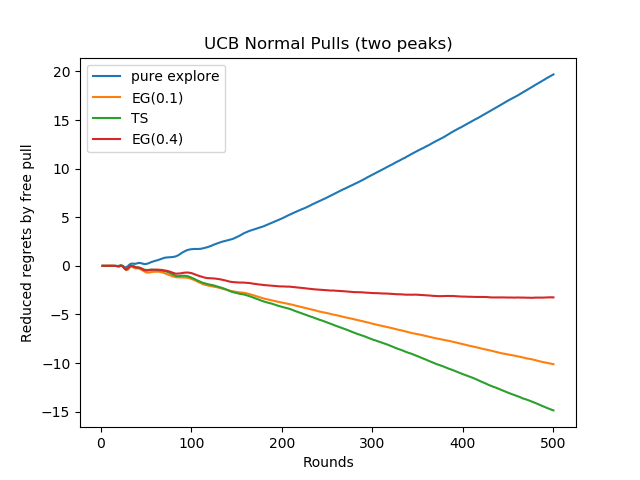 UCB Normal Pulls (two peaks)
pure explore
EG(0.1)
TS
EG(0.4)
Reduced regrets by free pull
20
15
10
5
0
−5
−10
−15
0 100 200 300 400 500
Rounds